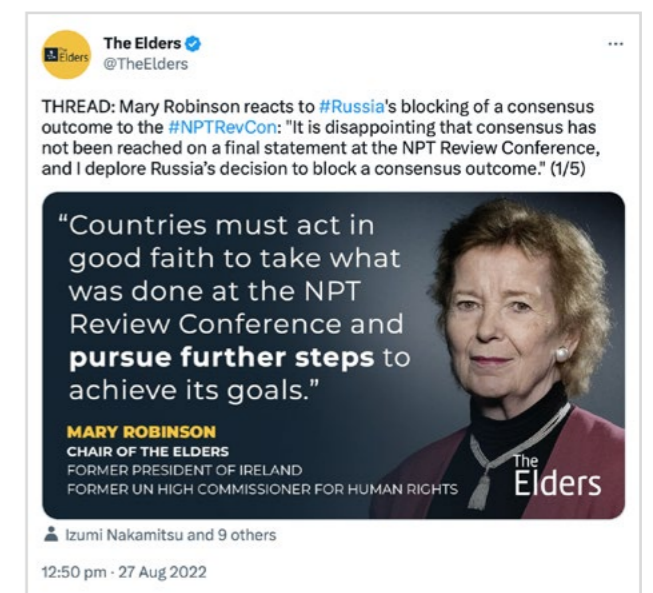 The Elders
@TheElders
...
The Elders
THREAD: Mary Robinson reacts to #Russia's blocking of a consensus
outcome to the #NPTRevCon: "It is disappointing that consensus has
not been reached on a final statement at the NPT Review Conference,
and I deplore Russia’s decision to block a consensus outcome." (1/5)
“Countries must act in
good faith to take what
was done at the NPT
Review Conference and
pursue further steps to
achieve its goals.”
MARY ROBINSON
CHAIR OF THE ELDERS
FORMER PRESIDENT OF IRELAND
FORMER UN HIGH COMMISSIONER FOR HUMAN RIGHTS
The
Elders
Izumi Nakamitsu and 9 others
12:50 pm · 27 Aug 2022